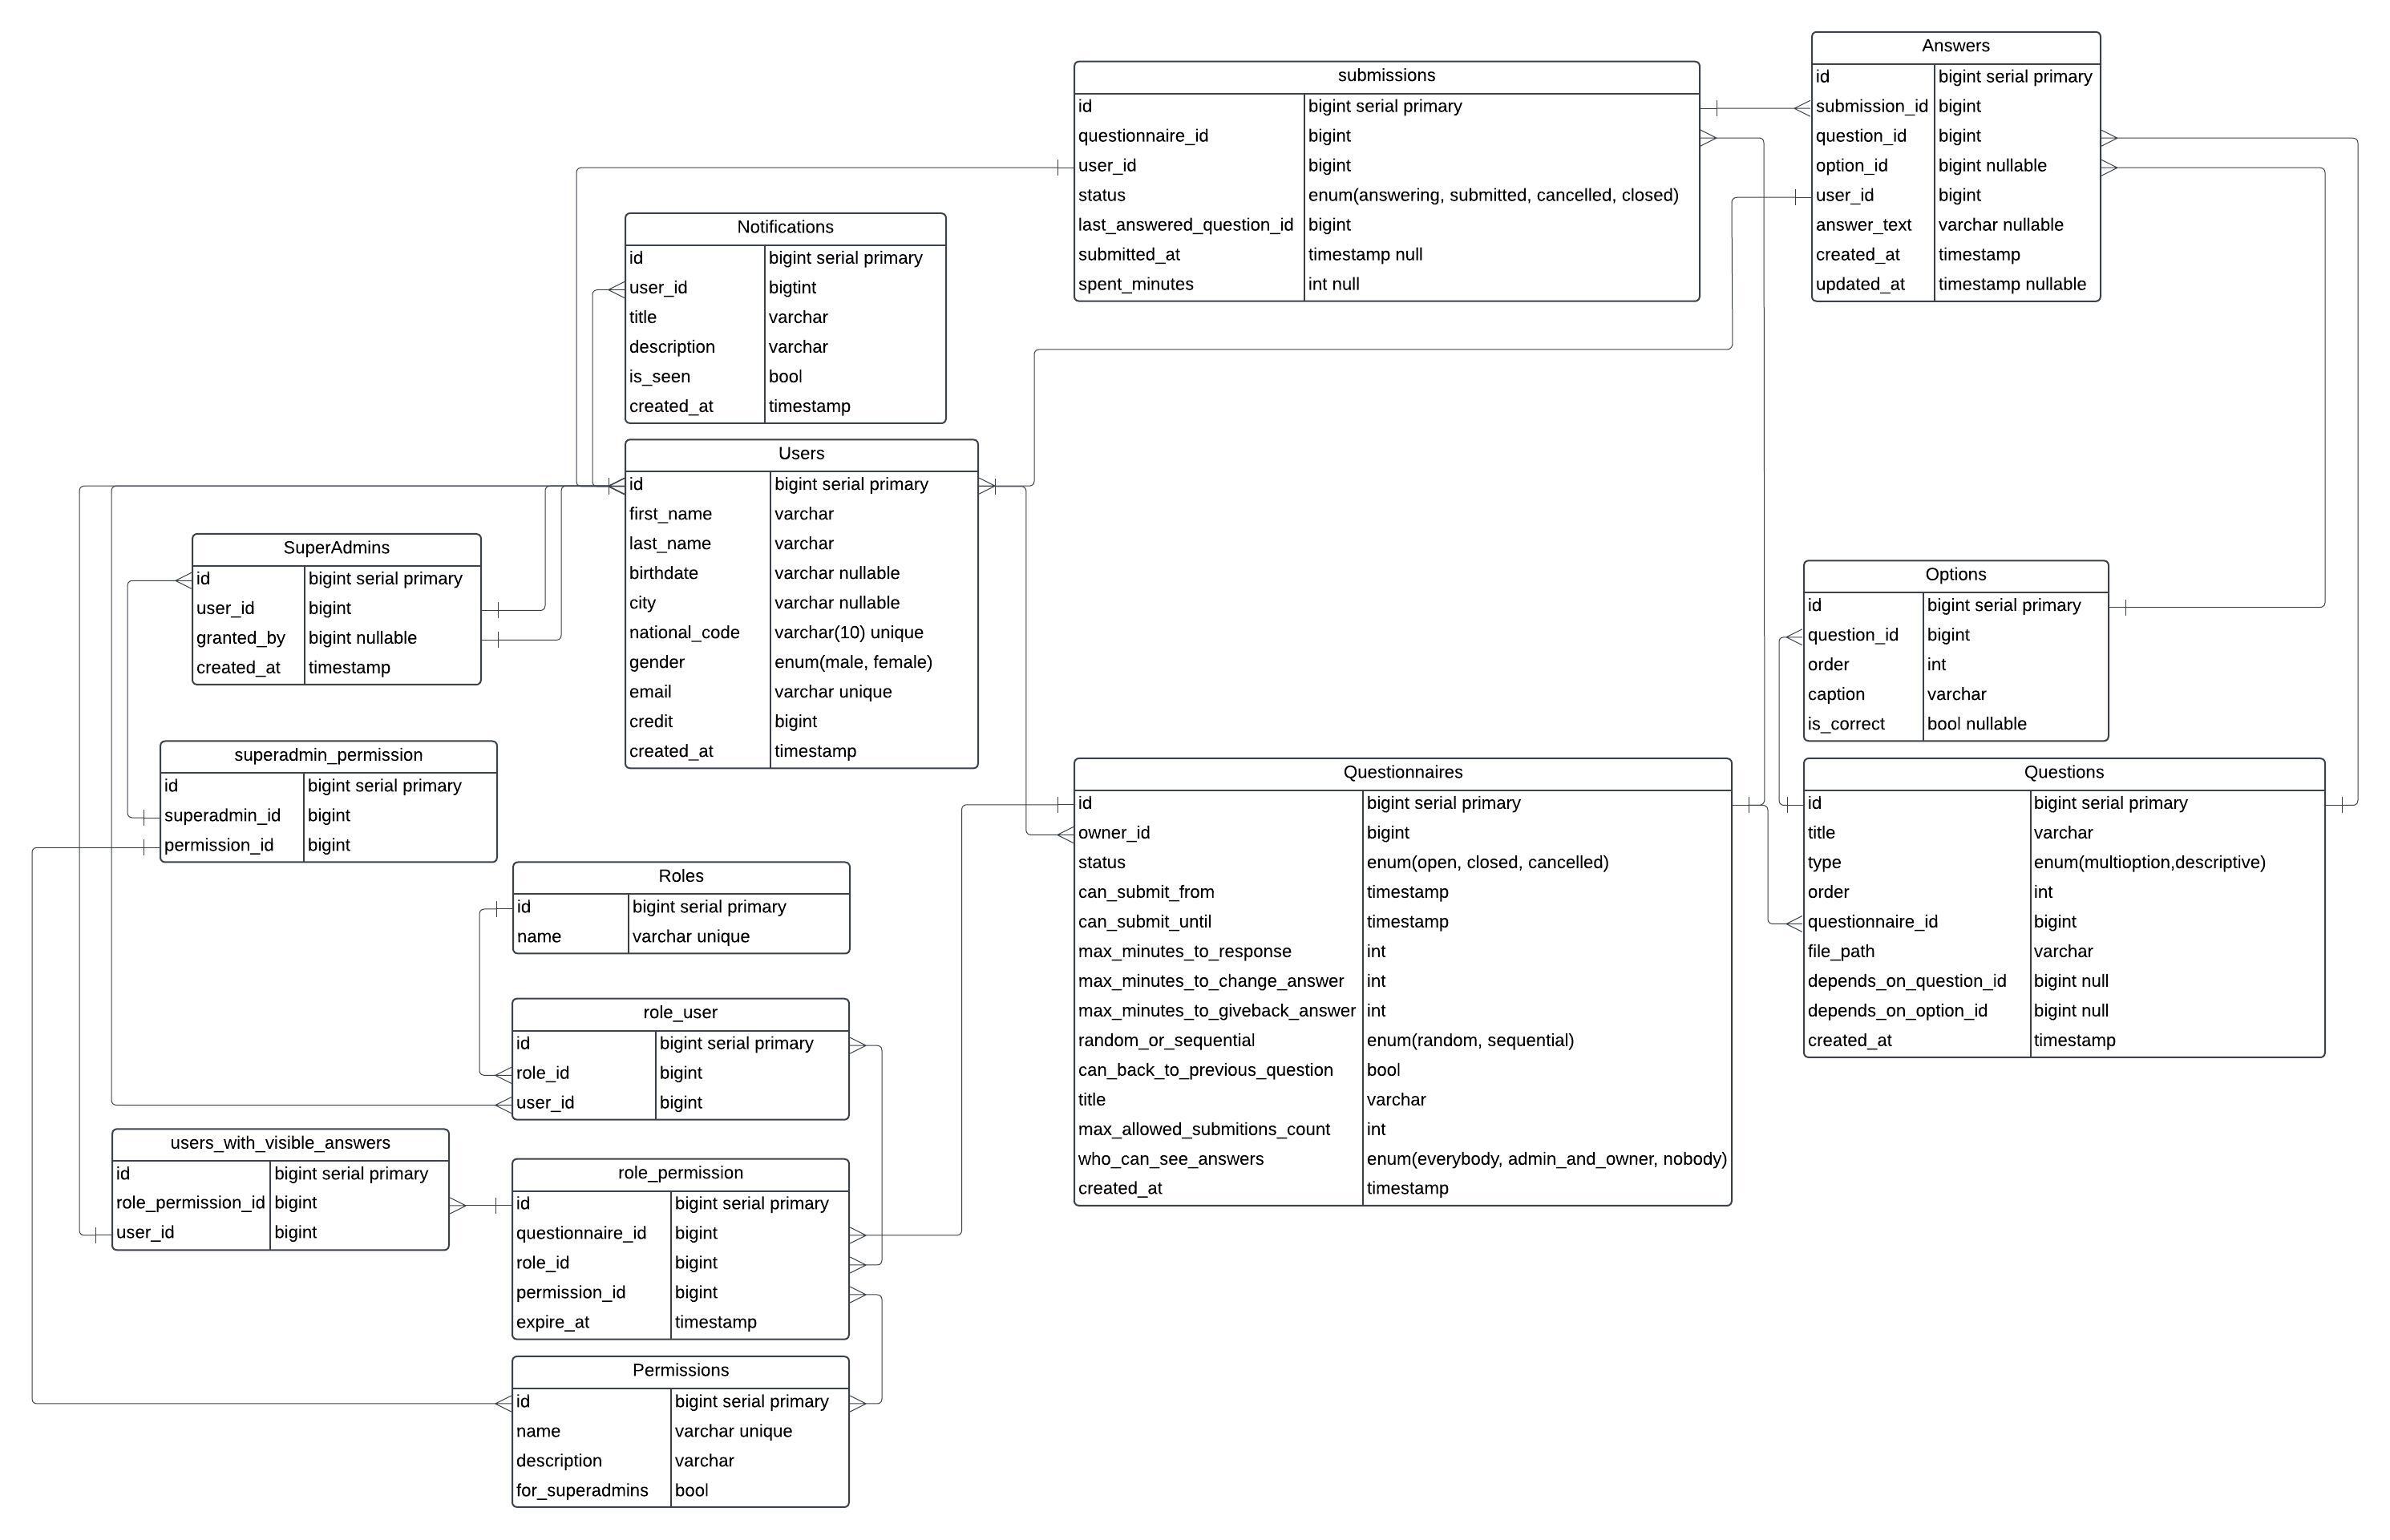 submissions
id bigint serial primary
questionnaire_id bigint
user_id bigint
status enum(answering, submitted, cancelled, closed)
last_answered_question_id bigint
submitted_at timestamp null
spent_minutes int null
Answers
id bigint serial primary
submission_id bigint
question_id bigint
option_id bigint nullable
user_id bigint
answer_text varchar nullable
created_at timestamp
updated_at timestamp nullable
Notifications
id bigint serial primary
user_id bigtint
title varchar
description varchar
is_seen bool
created_at timestamp
Users
id bigint serial primary
first_name varchar
last_name varchar
birthdate varchar nullable
city varchar nullable
national_code varchar(10) unique
gender enum(male, female)
email varchar unique
credit bigint
created_at timestamp
SuperAdmins
id bigint serial primary
user_id bigint
granted_by bigint nullable
created_at timestamp
superadmin_permission
id bigint serial primary
superadmin_id bigint
permission_id bigint
Options
id bigint serial primary
question_id bigint
order int
caption varchar
is_correct bool nullable
Questionnaires
id bigint serial primary
owner_id bigint
status enum(open, closed, cancelled)
can_submit_from timestamp
can_submit_until timestamp
max_minutes_to_response int
max_minutes_to_change_answer int
max_minutes_to_giveback_answer int
random_or_sequential enum(random, sequential)
can_back_to_previous_question bool
title varchar
max_allowed_submitions_count int
who_can_see_answers enum(everybody, admin_and_owner, nobody)
created_at timestamp
Questions
id bigint serial primary
title varchar
type enum(multioption,descriptive)
order int
questionnaire_id bigint
file_path varchar
depends_on_question_id bigint null
depends_on_option_id bigint null
created_at timestamp
Roles
id bigint serial primary
name varchar unique
role_user
id bigint serial primary
role_id bigint
user_id bigint
users_with_visible_answers
id bigint serial primary
role_permission_id bigint
user_id bigint
role_permission
id bigint serial primary
questionnaire_id bigint
role_id bigint
permission_id bigint
expire_at timestamp
Permissions
id bigint serial primary
name varchar unique
description varchar
for_superadmins bool